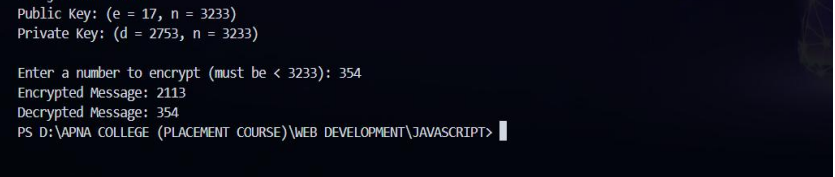 Public Key: (e = 17, n = 3233)
Private Key: (d = 2753, n = 3233)
Enter a number to encrypt (must be < 3233): 354
Encrypted Message: 2113
Decrypted Message: 354
PS D:\APNA COLLEGE (PLACEMENT COURSE)\WEB DEVELOPMENT\JAVASCRIPT>